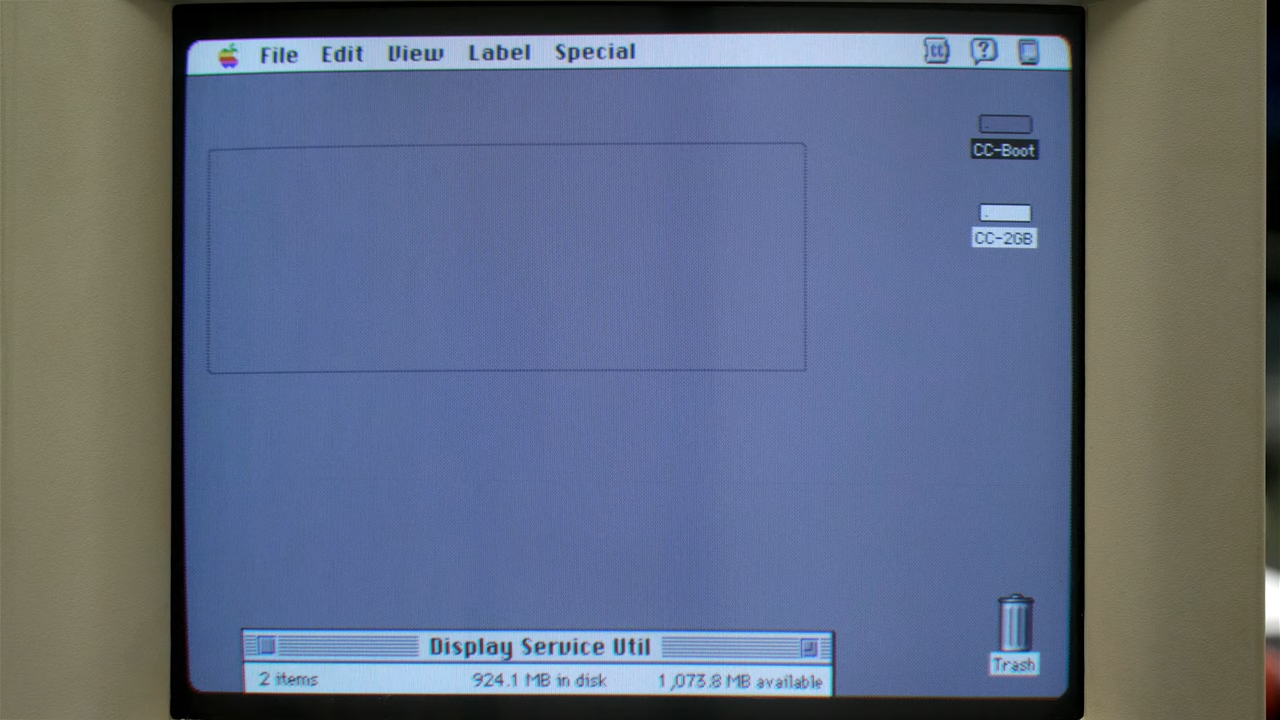 File Edit View Label Special CC ?
CC-Boot
CC-2GB
Display Service Util
2 items 924.1 MB in disk 1,073.8 MB available
Trash